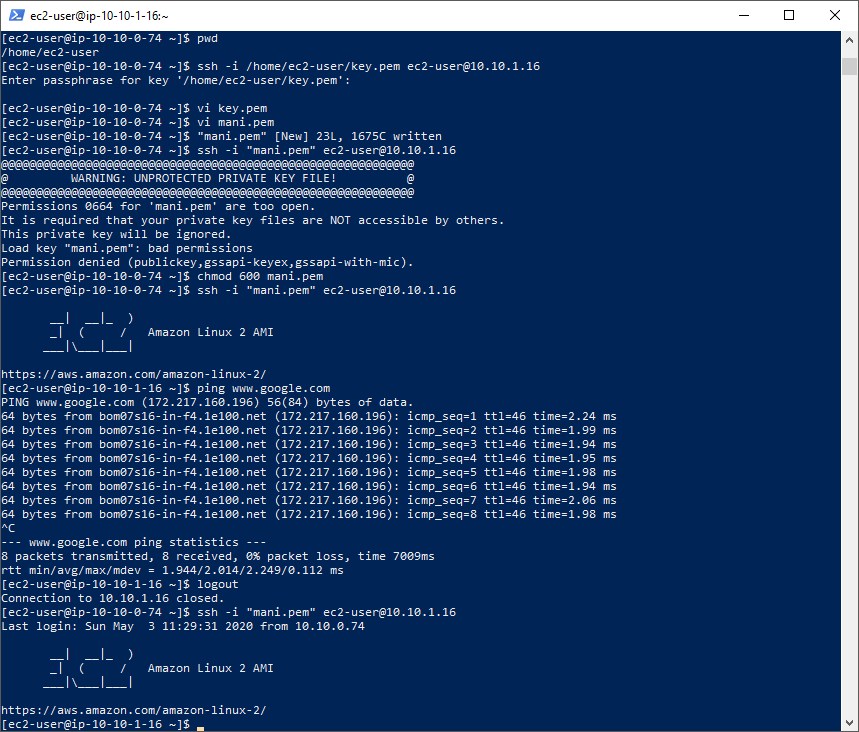 ec2-user@ip-10-10-1-16:~
[ec2-user@ip-10-10-0-74 ~]$ pwd
/home/ec2-user
[ec2-user@ip-10-10-0-74 ~]$ ssh -i /home/ec2-user/key.pem ec2-user@10.10.1.16
Enter passphrase for key '/home/ec2-user/key.pem':
[ec2-user@ip-10-10-0-74 ~]$ vi key.pem
[ec2-user@ip-10-10-0-74 ~]$ vi mani.pem
[ec2-user@ip-10-10-0-74 ~]$ "mani.pem" [New] 23L, 1675C written
[ec2-user@ip-10-10-0-74 ~]$ ssh -i "mani.pem" ec2-user@10.10.1.16
@@@@@@@@@@@@@@@@@@@@@@@@@@@@@@@@@@@@@@@@@@@@@@@@@@@@@@@@@@@
@         WARNING: UNPROTECTED PRIVATE KEY FILE!          @
@@@@@@@@@@@@@@@@@@@@@@@@@@@@@@@@@@@@@@@@@@@@@@@@@@@@@@@@@@@
Permissions 0664 for 'mani.pem' are too open.
It is required that your private key files are NOT accessible by others.
This private key will be ignored.
Load key "mani.pem": bad permissions
Permission denied (publickey,gssapi-keyex,gssapi-with-mic).
[ec2-user@ip-10-10-0-74 ~]$ chmod 600 mani.pem
[ec2-user@ip-10-10-0-74 ~]$ ssh -i "mani.pem" ec2-user@10.10.1.16
       __|  __|_  )
       _|  (     /   Amazon Linux 2 AMI
      ___|\___|___|
https://aws.amazon.com/amazon-linux-2/
[ec2-user@ip-10-10-1-16 ~]$ ping www.google.com
PING www.google.com (172.217.160.196) 56(84) bytes of data.
64 bytes from bom07s16-in-f4.1e100.net (172.217.160.196): icmp_seq=1 ttl=46 time=2.24 ms
64 bytes from bom07s16-in-f4.1e100.net (172.217.160.196): icmp_seq=2 ttl=46 time=1.99 ms
64 bytes from bom07s16-in-f4.1e100.net (172.217.160.196): icmp_seq=3 ttl=46 time=1.94 ms
64 bytes from bom07s16-in-f4.1e100.net (172.217.160.196): icmp_seq=4 ttl=46 time=1.95 ms
64 bytes from bom07s16-in-f4.1e100.net (172.217.160.196): icmp_seq=5 ttl=46 time=1.98 ms
64 bytes from bom07s16-in-f4.1e100.net (172.217.160.196): icmp_seq=6 ttl=46 time=1.94 ms
64 bytes from bom07s16-in-f4.1e100.net (172.217.160.196): icmp_seq=7 ttl=46 time=2.06 ms
64 bytes from bom07s16-in-f4.1e100.net (172.217.160.196): icmp_seq=8 ttl=46 time=1.98 ms
^C
--- www.google.com ping statistics ---
8 packets transmitted, 8 received, 0% packet loss, time 7009ms
rtt min/avg/max/mdev = 1.944/2.014/2.249/0.112 ms
[ec2-user@ip-10-10-1-16 ~]$ logout
Connection to 10.10.1.16 closed.
[ec2-user@ip-10-10-0-74 ~]$ ssh -i "mani.pem" ec2-user@10.10.1.16
Last login: Sun May  3 11:29:31 2020 from 10.10.0.74
       __|  __|_  )
       _|  (     /   Amazon Linux 2 AMI
      ___|\___|___|
https://aws.amazon.com/amazon-linux-2/
[ec2-user@ip-10-10-1-16 ~]$